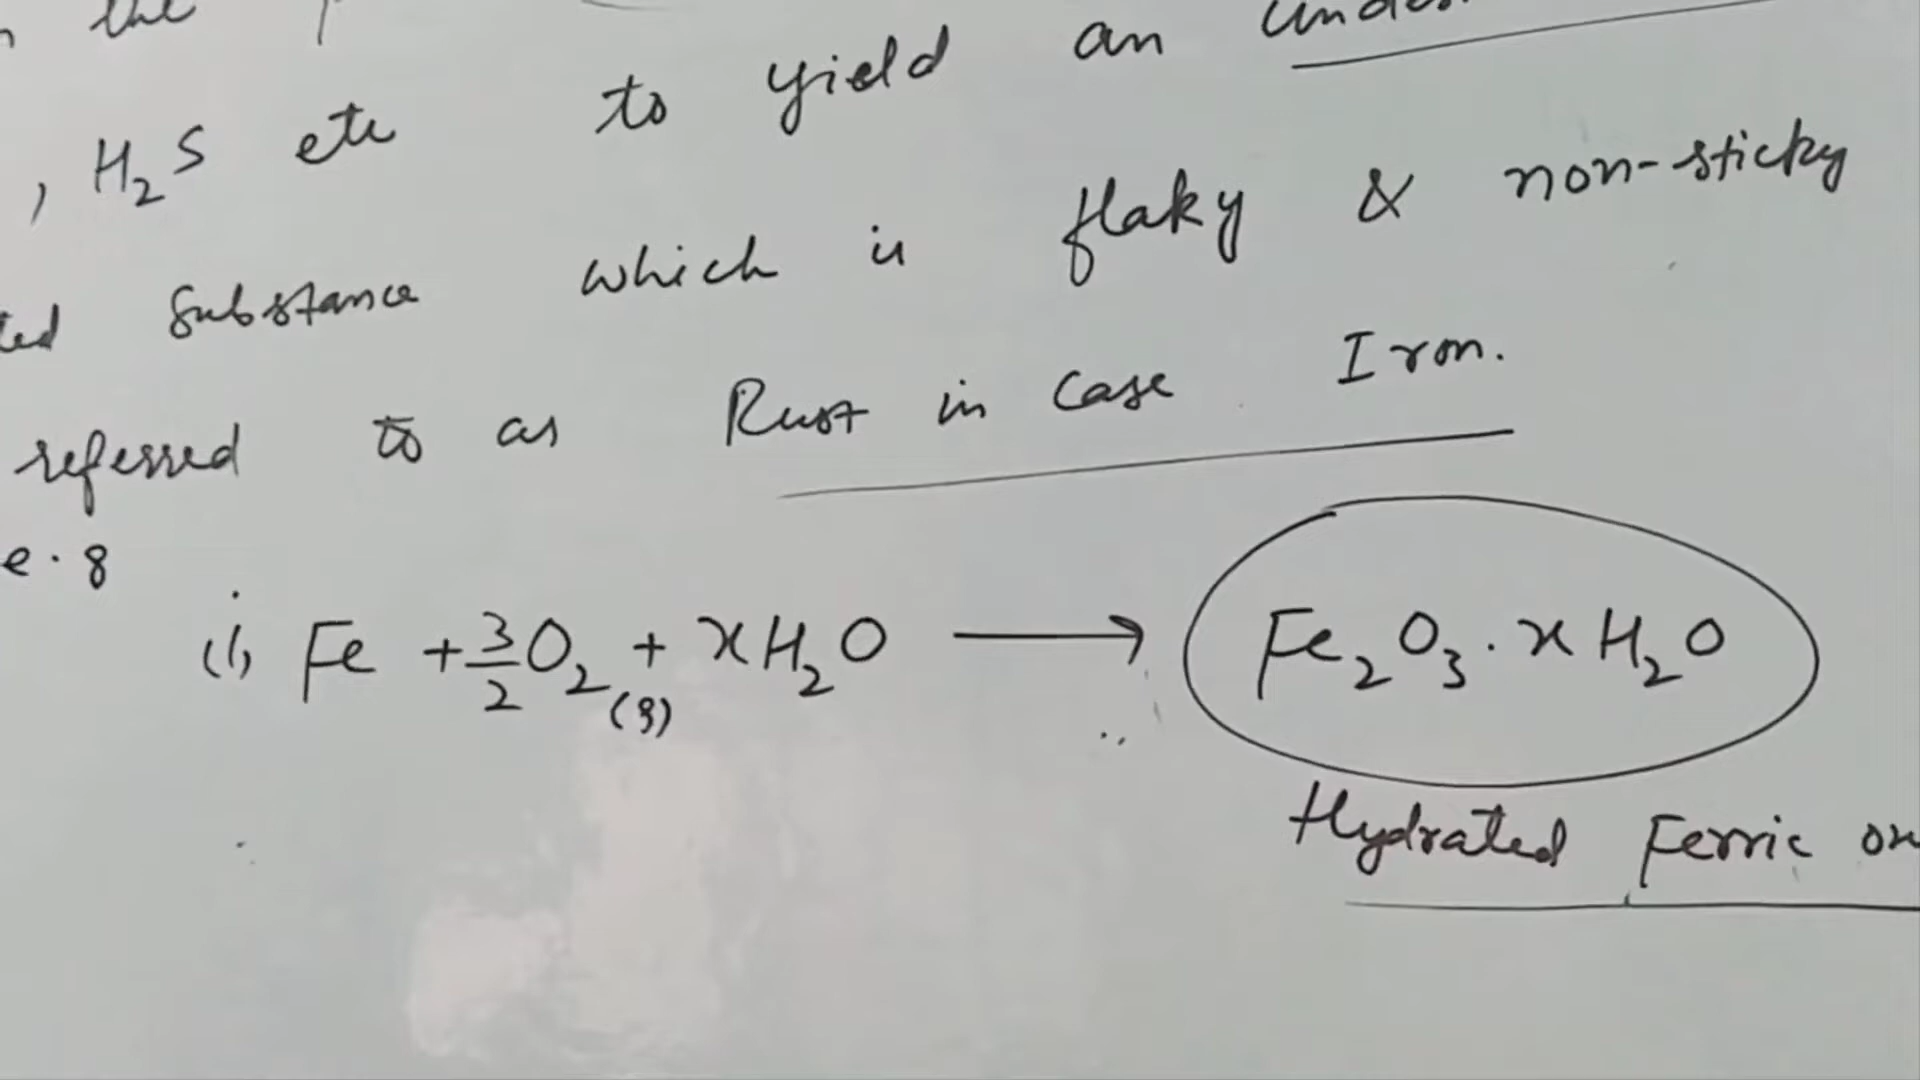 the
, H₂S etc to yield an
substance which is flaky & non-sticky
referred to as Rust in case Iron.
e.g
(i) Fe + 3/2 O₂(g) + xH₂O → Fe₂O₃.xH₂O
Hydrated Ferric